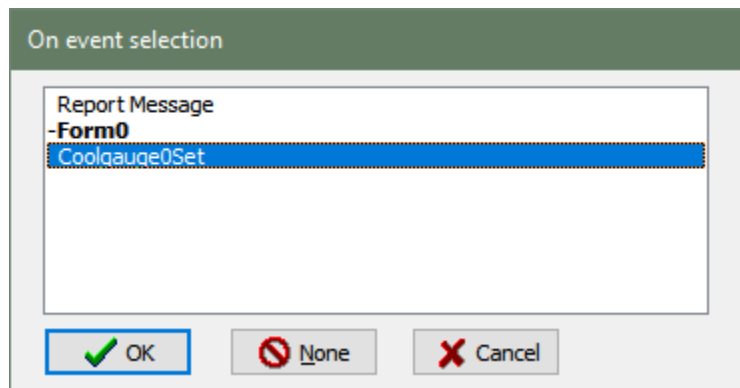 On event selection
Report Message
-Form0
Coolgauge0Set
OK
None
Cancel